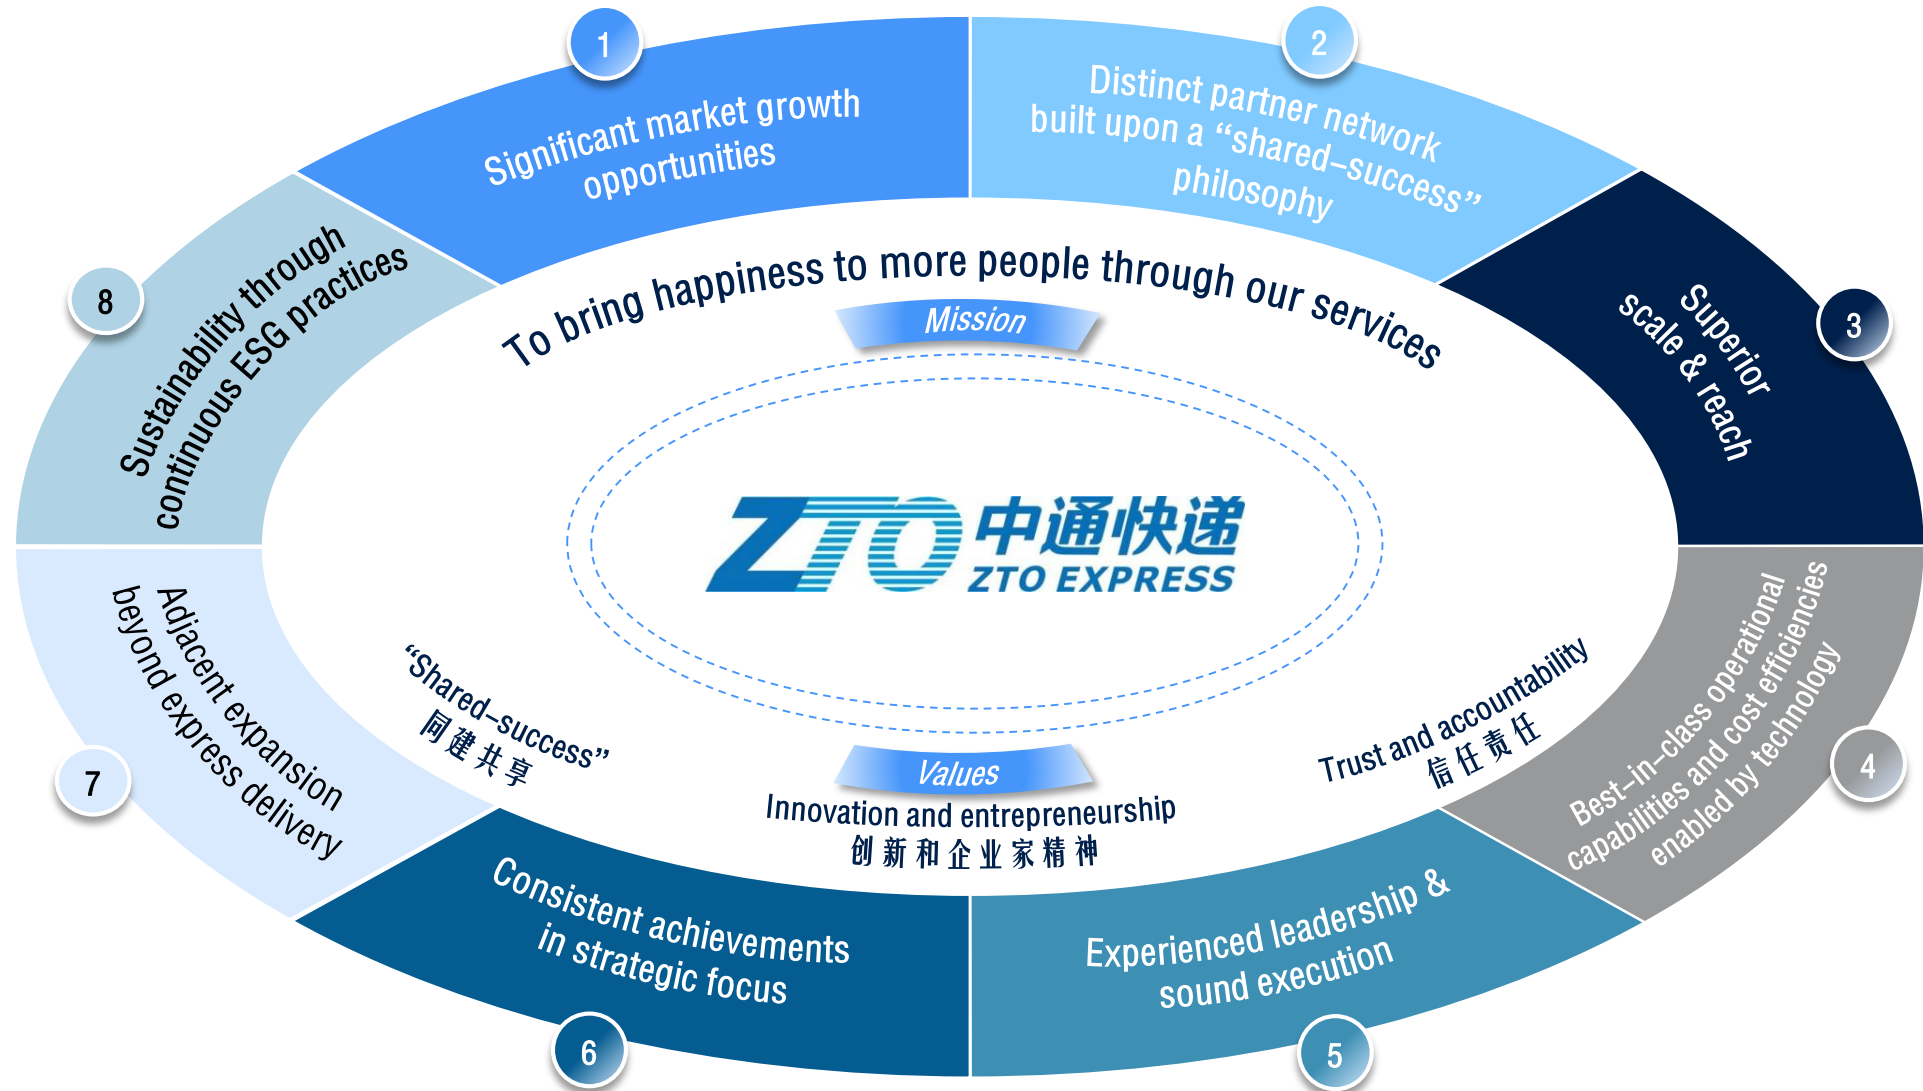 1
Significant market growth
opportunities
2
Distinct partner network
built upon a “shared–success”
philosophy
3
Superior
scale & reach
4
Best–in–class operational
capabilities and cost efficiencies
enabled by technology
5
Experienced leadership &
sound execution
6
Consistent achievements
in strategic focus
7
Adjacent expansion
beyond express delivery
8
Sustainability through
continuous ESG practices
To bring happiness to more people through our services
Mission
ZTO 中通快递
ZTO EXPRESS
Values
“Shared–success”
同建共享
Innovation and entrepreneurship
创新和企业家精神
Trust and accountability
信任责任